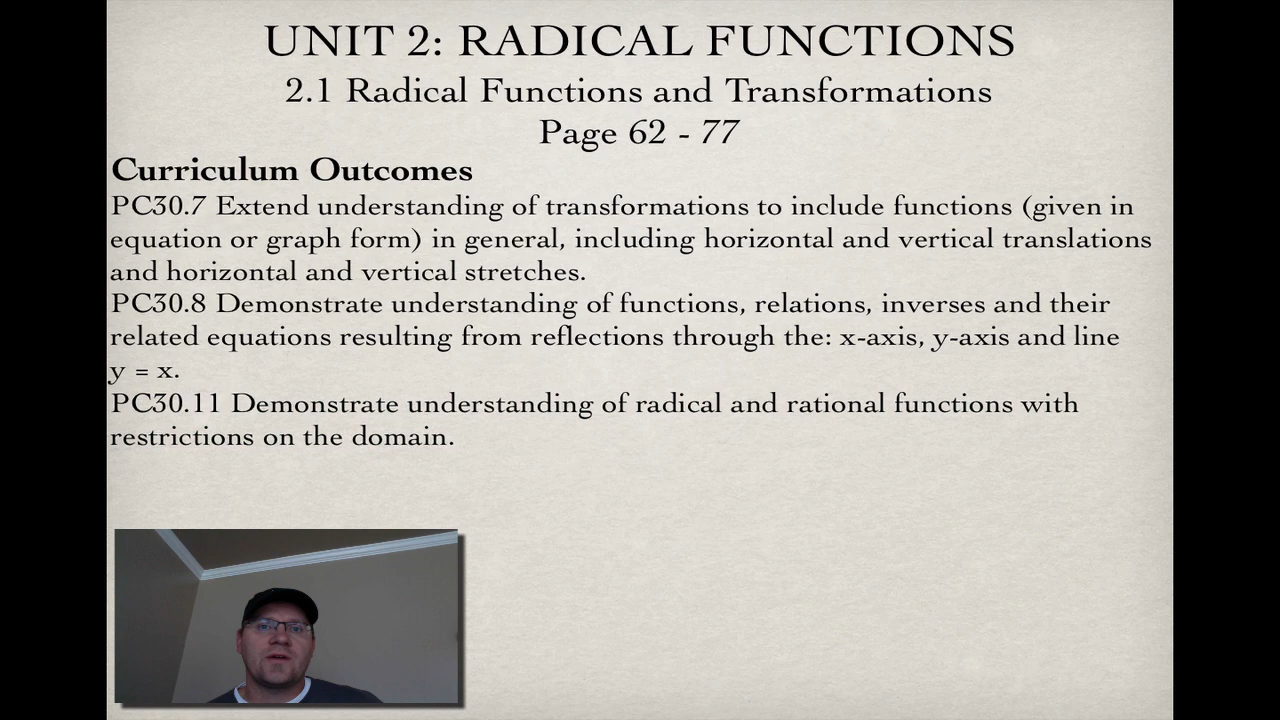 UNIT 2: RADICAL FUNCTIONS
2.1 Radical Functions and Transformations
Page 62 - 77
Curriculum Outcomes
PC30.7 Extend understanding of transformations to include functions (given in
equation or graph form) in general, including horizontal and vertical translations
and horizontal and vertical stretches.
PC30.8 Demonstrate understanding of functions, relations, inverses and their
related equations resulting from reflections through the: x-axis, y-axis and line
y = x.
PC30.11 Demonstrate understanding of radical and rational functions with
restrictions on the domain.